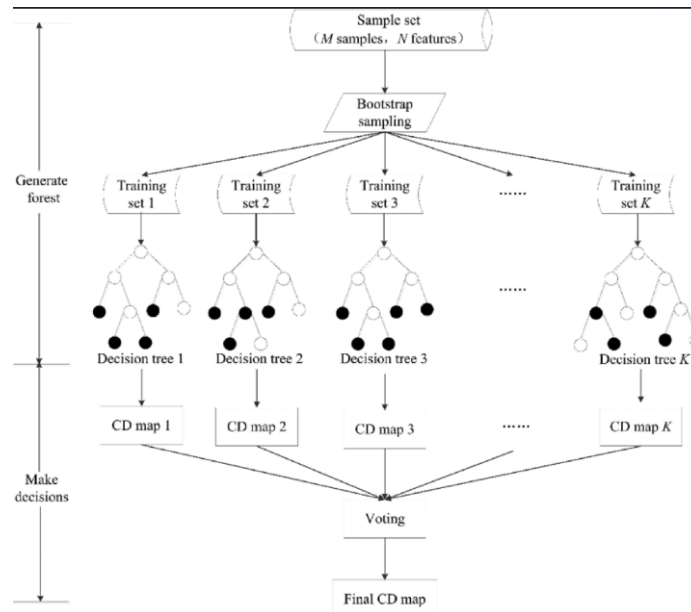 Sample set
（M samples，N features）
Bootstrap
sampling
Generate
forest
Training
set 1
Training
set 2
Training
set 3
……
Training
set K
……
Decision tree 1
Decision tree 2
Decision tree 3
Decision tree K
CD map 1
CD map 2
CD map 3
……
CD map K
Make
decisions
Voting
Final CD map